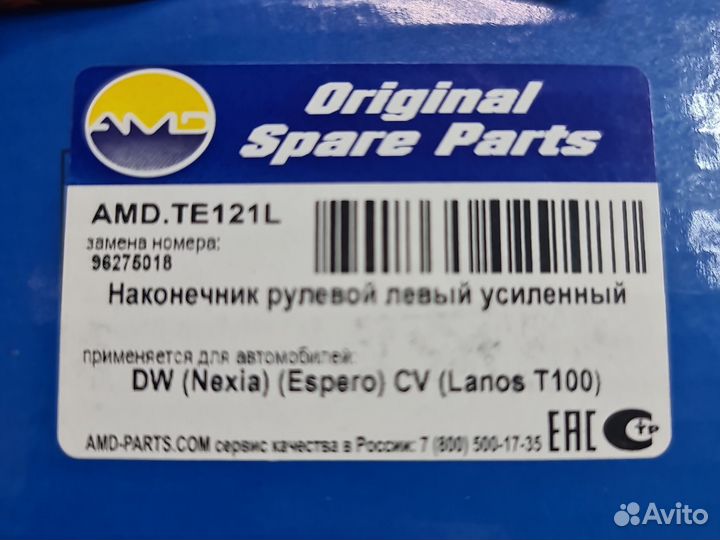 AMD
Original
Spare Parts
AMD.TE121L
замена номера:
96275018
Наконечник рулевой левый усиленный
применяется для автомобилей:
DW (Nexia) (Espero) CV (Lanos T100)
AMD-PARTS.COM сервис качества в России: 7 (800) 500-17-35
EAC
Avito